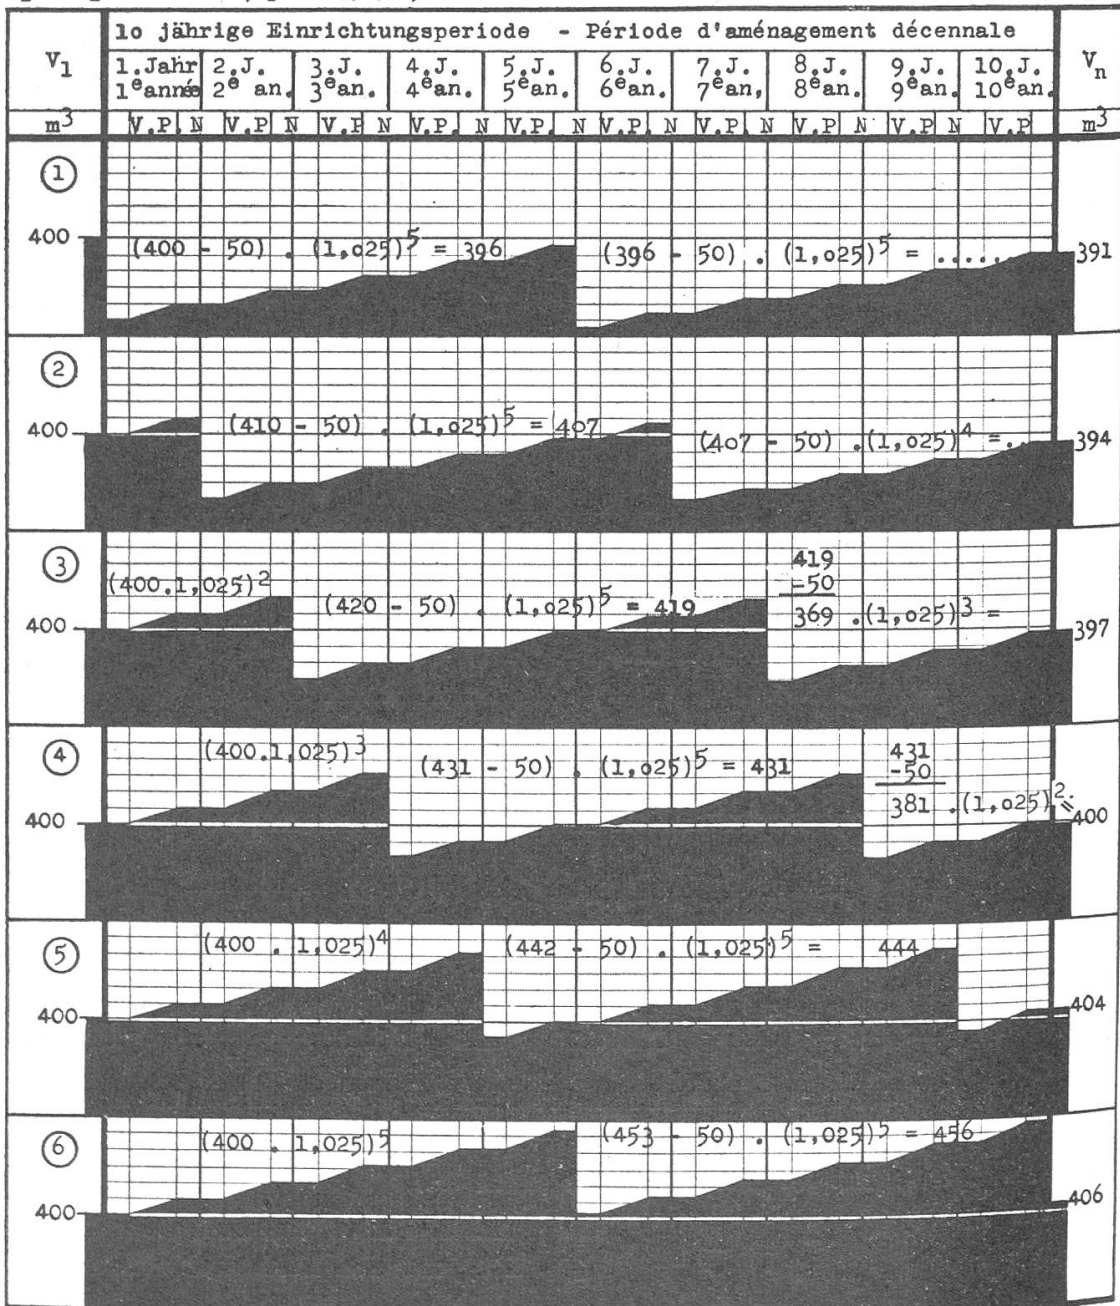 10 jährige Einrichtungsperiode - Période d'aménagement décennale
V1 1.Jahr 2.J. 3.J. 4.J. 5.J. 6.J. 7.J. 8.J. 9.J. 10.J. Vn
1e année 2e an. 3e an. 4e an. 5e an. 6e an. 7e an, 8e an. 9e an. 10e an.
m3 V.P. N V.P. N V.P N V.P. N V.P. N V.P. N V.P. N V.P. N V.P. N V.P m3
1
400 (400 - 50) . (1,025)5 = 396 (396 - 50) . (1,025)5 = ...... 391
2
400 (410 - 50) . (1,025)5 = 407 (407 - 50) .(1,025)4 =.. 394
3
(400.1,025)2 419
-50
400 (420 - 50) . (1,025)5 = 419 369 .(1,025)3 = 397
4
(400.1,025)3 431
(431 - 50) . (1,025)5 = 431 -50
400 381 .(1,025)2 = 400
5
(400 . 1,025)4 (442 - 50) . (1,025)5 = 444
400 404
6
(400 . 1,025)5 (453 - 50) . (1,025)5 = 456
400 406